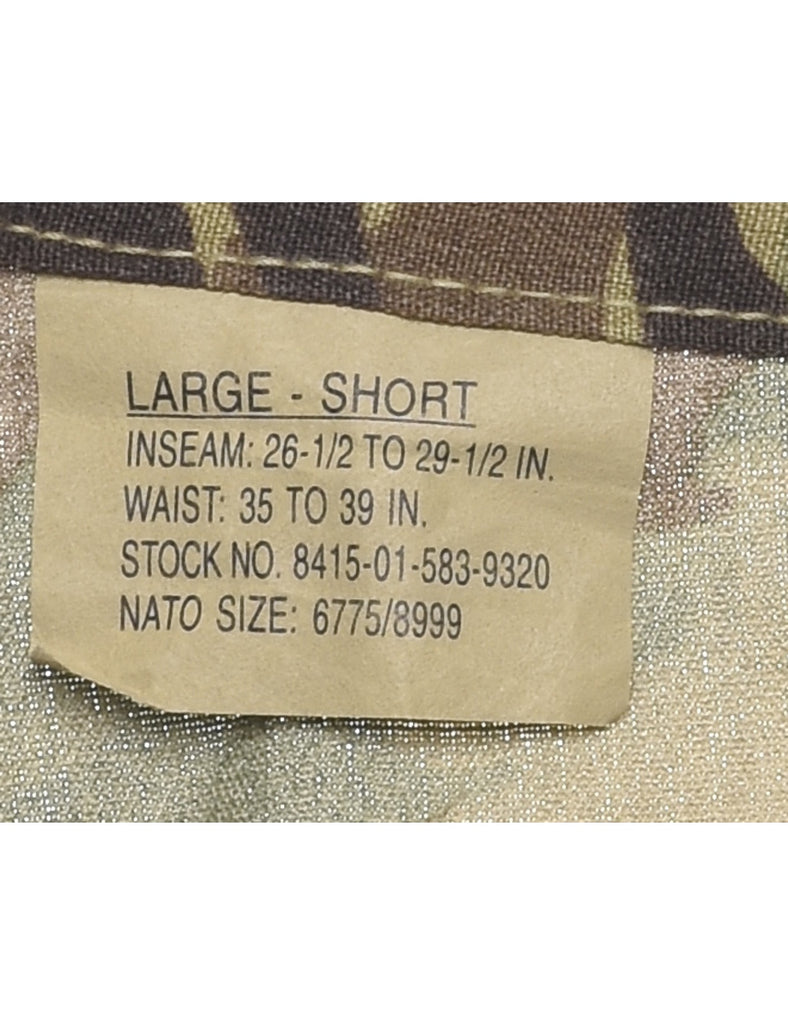 LARGE - SHORT
INSEAM: 26-1/2 TO 29-1/2 IN.
WAIST: 35 TO 39 IN.
STOCK NO. 8415-01-583-9320
NATO SIZE: 6775/8999